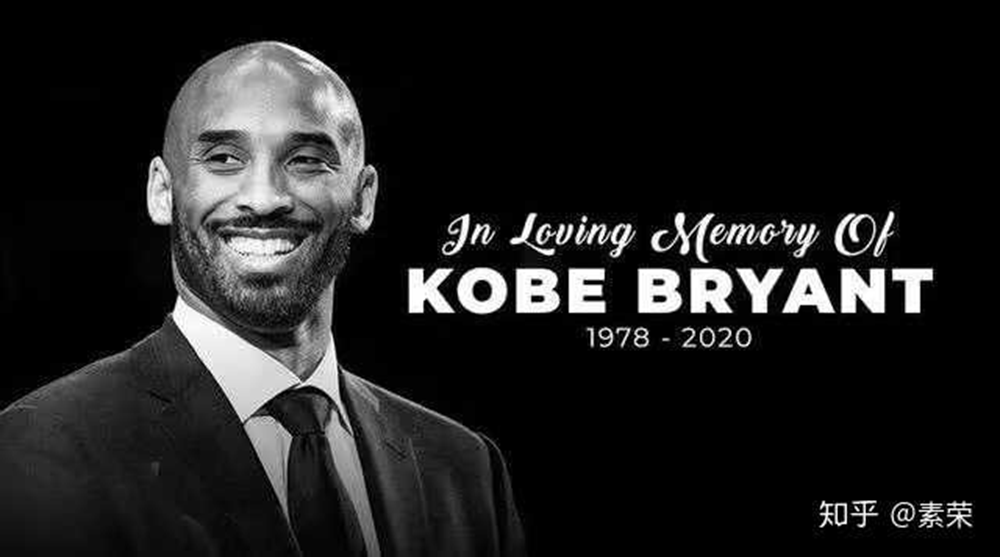 In Loving Memory Of
KOBE BRYANT
1978 - 2020
知乎 @素荣